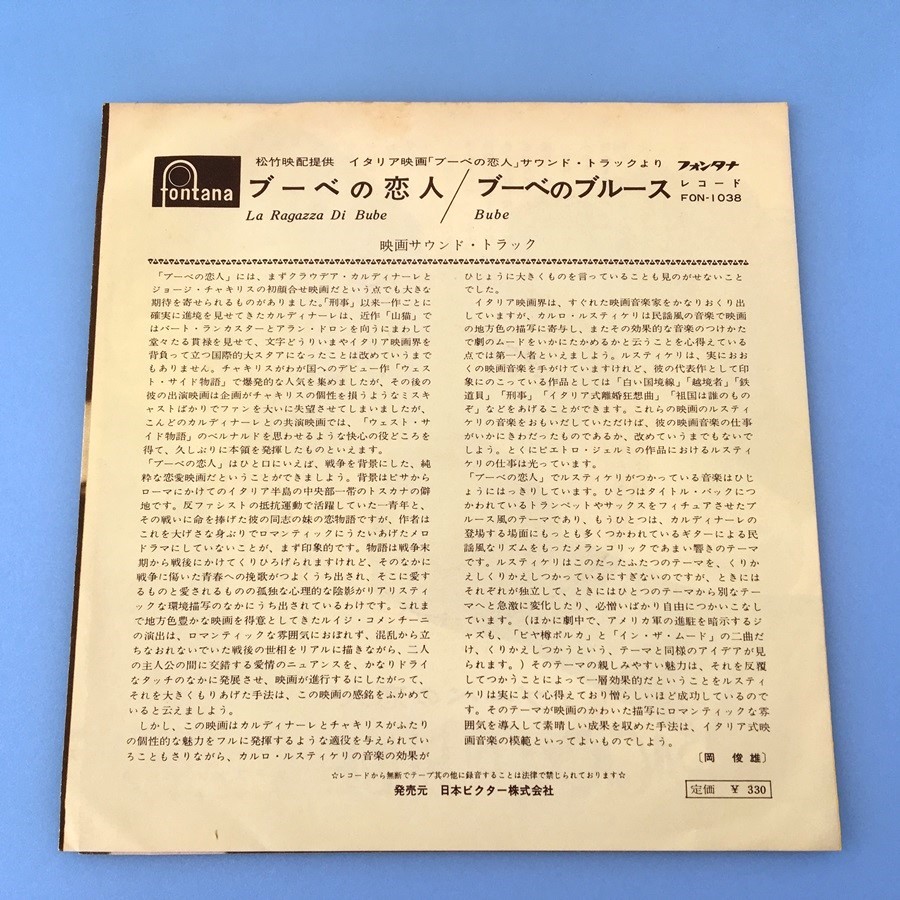 松竹映配提供 イタリア映画「ブーベの恋人」サウンド・トラックより
フォンタナ
レコード
FON-1038
fontana
ブーベの恋人/ブーベのブルース
La Ragazza Di Bube
Bube
映画サウンド・トラック
「ブーベの恋人」には、まずクラウデア・カルディナーレと
ジョージ・チャキリスの初顔合せ映画だという点でも大きな
期待を寄せられるものがありました。「刑事」以来一作ごとに
確実に進境を見せてきたカルディナーレは、近作「山猫」で
はバート・ランカスターとアラン・ドロンを向うにまわして
堂々たる貫禄を見せて、文字どうりいまやイタリア映画界を
背負って立つ国際的大スタアになったことは改めていうまでも
ありません。チャキリスがわが国へのデビュー作「ウェス
ト・サイド物語」で爆発的な人気を集めましたが、その後の
彼の出演映画は企画がチャキリスの個性を損うようなミスキ
ャストばかりでファンを大いに失望させてしまいましたが、
こんどのカルディナーレとの共演映画では、「ウェスト・サ
イド物語」のベルナルドを思わせるような快心の役どころを
得て、久しぶりに本領を発揮したものといえます。
「ブーベの恋人」はひと口にいえば、戦争を背景にした、純
粋な恋愛映画だということができましよう。背景はピサから
ローマにかけてのイタリア半島の中央部一帯のトスカナの僻
地です。反ファシストの抵抗運動で活躍していた一青年と、
その戦いに命を捧げた彼の同志の妹の恋物語ですが、作者は
これを大げさな身ぶりでロマンティックにうたいあげたメロ
ドラマにしていないことが、まず印象的です。物語は戦争末
期から戦後にかけてくりひろげられますけれど、そのなかに
戦争に傷いた青春への挽歌がつよくうち出され、そこに愛す
るものと愛されるものの孤独な心理的な陰影がリアリスティ
ックな環境描写のなかにうち出されているわけです。これま
で地方色豊かな映画を得意としてきたルイジ・コメンチーニ
の演出は、ロマンティックな雰囲気におぼれず、混乱から立
ちなおれないでいた戦後の世相をリアルに描きながら、二人
の主人公の間に交錯する愛情のニュアンスを、かなりドライ
なタッチのなかに発展させ、映画が進行するにしたがって、
それを大きくもりあげた手法は、この映画の感銘をふかめて
いると云えましよう。
しかし、この映画はカルディナーレとチャキリスがふたり
の個性的な魅力をフルに発揮するような適役を与えられてい
ろこともさりながら、カルロ・ルスティケリの音楽の効果が
ひじょうに大きくものを言っていることも見のがせないこと
でした。
イタリア映画界は、すぐれた映画音楽家をかなりおくり出
していますが、カルロ・ルスティケリは民謡風の音楽で映画
の地方色の描写に寄与し、またその効果的な音楽のつけかた
で劇のムードをいかにたかめるかと云うことを心得ている
点では第一人者といえましよう。ルスティケリは、実におお
くの映画音楽を手がけていますけれど、彼の代表作として印
象にのこっている作品としては「白い国境線」「越境者」「鉄
道員」「刑事」「イタリア式離婚狂想曲」「祖国は誰のもの
ぞ」などをあげることができます。これらの映画のルスティ
ケリの音楽をおもいだしていただけば、彼の映画音楽の仕事
がいかにきわだったものであるか、改めていうまでもないで
しよう。とくにピエトロ・ジェルミの作品におけるルスティ
ケリの仕事は光っています。
「ブーベの恋人」でルスティケリがつかっている音楽はひじ
ょうにはっきりしています。ひとつはタイトル・バックにつ
かわれているトランペットやサックスをフィチュアさせたブ
ルース風のテーマであり、もうひとつは、カルディナーレの
登場する場面にもっとも多くつかわれているギターによる民
謡風なリズムをもったメランコリックであまい響きのテーマ
です。ルスティケリはこのたったふたつのテーマを、くりか
えしくりかえしつかっているにすぎないのですが、ときには
それぞれが独立して、ときにはひとつのテーマから別なテー
マへと急激に変化したり、必憎いばかり自由につかいこなし
ています。(ほかに劇中で、アメリカ軍の進駐を暗示するジ
ャズも、「ビヤ樽ポルカ」と「イン・ザ・ムード」の二曲だ
け、くりかえしつかうという、テーマと同様のアイデアが見
られます。)そのテーマの親しみやすい魅力は、それを反覆
してつかうことによって一層効果的だということをルスティ
ケリは実によく心得ており憎らしいほど成功しているので
す。そのテーマが映画のかわいた描写にロマンティックな雰
囲気を導入して素晴しい成果を収めた手法は、イタリア式映
画音楽の模範といってよいものでしよう。
〔岡 俊雄〕
☆レコードから無断でテープ其の他に録音することは法律で禁じられております☆
発売元 日本ビクター株式会社
定価 ¥ 330